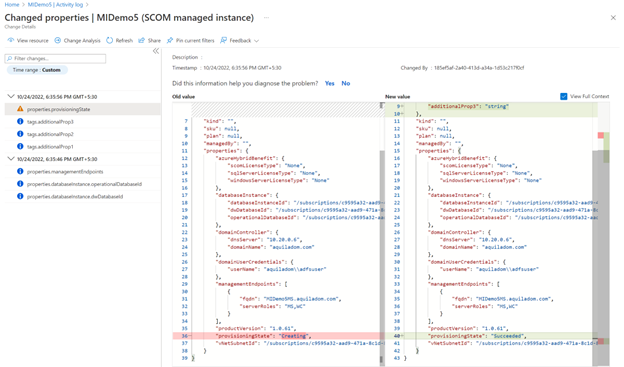 Home > MIDemo5 | Activity log >
Changed properties | MIDemo5 (SCOM managed instance) ...
Change Details
View resource Change Analysis Refresh Share Pin current filters Feedback
Filter changes...
Time range : Custom
10/24/2022, 6:35:56 PM GMT+5:30
properties.provisioningState
tags.additionalProp3
tags.additionalProp2
tags.additionalProp1
10/24/2022, 6:35:46 PM GMT+5:30
properties.managementEndpoints
properties.databaseInstance.operationalDatabaseId
properties.databaseInstance.dwDatabaseId
Description :
Timestamp : 10/24/2022, 6:35:56 PM GMT+5:30
Changed By :
Did this information help you diagnose the problem? Yes No
Old value
7 "kind": "",
8 "sku": null,
9 "plan": null,
10 "managedBy": "",
11 "properties": {
12 "azureHybridBenefit": {
13 "scomLicenseType": "None",
14 "sqlServerLicenseType": "None",
15 "windowsServerLicenseType": "None"
16 },
17 "databaseInstance": {
18 "databaseInstanceId": "/subscriptions/c9595a32-aad9-
19 "dwDatabaseId": "/subscriptions/c9595a32-aad9-471a-8
20 "operationalDatabaseId": "/subscriptions/c9595a32-aa
21 },
22 "domainController": {
23 "dnsServer": "10.20.0.6",
24 "domainName": "aquiladom.com"
25 },
26 "domainUserCredentials": {
27 "userName": "aquiladom\\adfsuser"
28 },
29 "managementEndpoints": [
30 {
31 "fqdn": "MIDemo5MS.aquiladom.com",
32 "serverRoles": "MS,WC"
33 }
34 ],
35 "productVersion": "1.0.61",
36 "provisioningState": "Creating",
37 "vNetSubnetId": "/subscriptions/c9595a32-aad9-471a-8c1d-
38 }
39 }
New value
View Full Context
9 "additionalProp3": "string"
10 },
11 "kind": "",
12 "sku": null,
13 "plan": null,
14 "managedBy": "",
15 "properties": {
16 "azureHybridBenefit": {
17 "scomLicenseType": "None",
18 "sqlServerLicenseType": "None",
19 "windowsServerLicenseType": "None"
20 },
21 "databaseInstance": {
22 "databaseInstanceId": "/subscriptions/c9595a32-aad9-
23 "dwDatabaseId": "/subscriptions/c9595a32-aad9-471a-8
24 "operationalDatabaseId": "/subscriptions/c9595a32-aa
25 },
26 "domainController": {
27 "dnsServer": "10.20.0.6",
28 "domainName": "aquiladom.com"
29 },
30 "domainUserCredentials": {
31 "userName": "aquiladom\\adfsuser"
32 },
33 "managementEndpoints": [
34 {
35 "fqdn": "MIDemo5MS.aquiladom.com",
36 "serverRoles": "MS,WC"
37 }
38 ],
39 "productVersion": "1.0.61",
40 "provisioningState": "Succeeded",
41 "vNetSubnetId": "/subscriptions/c9595a32-aad9-471a-8c1d-
42 }
43 }